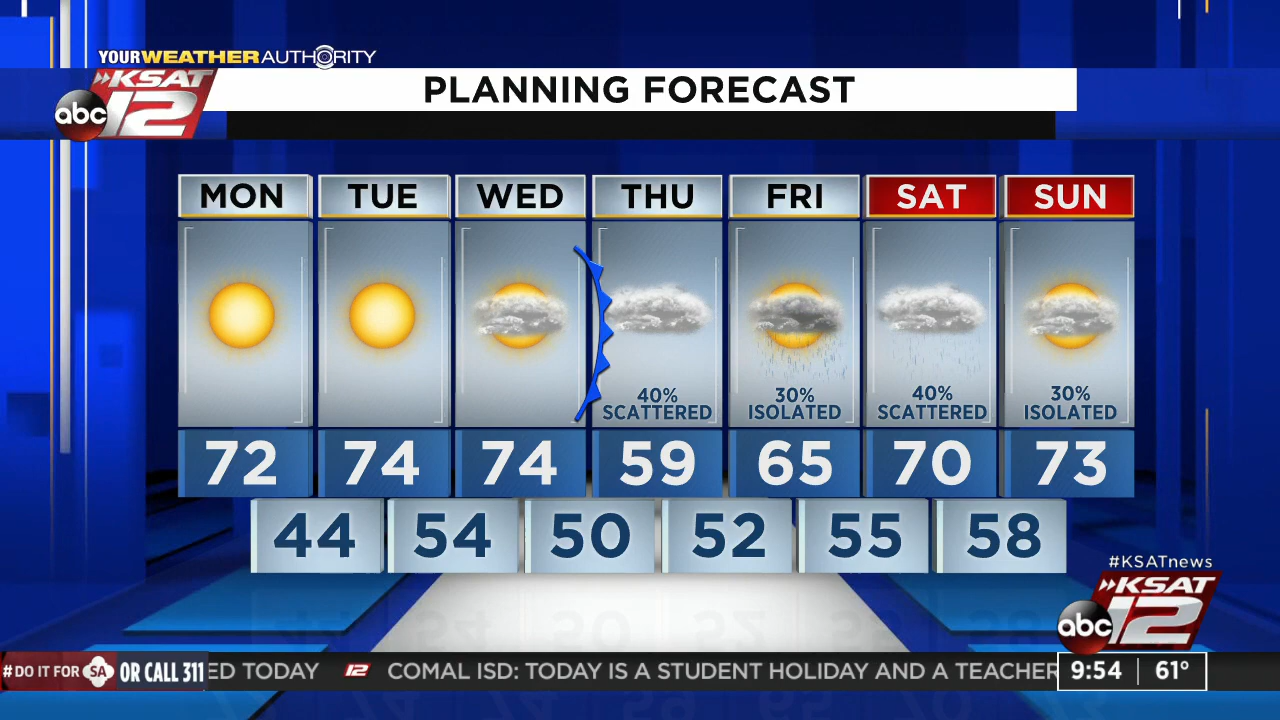 YOURWEATHERAUTHORITY
KSAT
abc 12
PLANNING FORECAST
MON TUE WED THU FRI SAT SUN
40% 30% 40% 30%
SCATTERED ISOLATED SCATTERED ISOLATED
72 74 74 59 65 70 73
44 54 50 52 55 58
#KSATnews
KSAT
abc 12
#DO IT FOR SA OR CALL 311 ED TODAY 12 COMAL ISD: TODAY IS A STUDENT HOLIDAY AND A TEACHER 9:54 61°